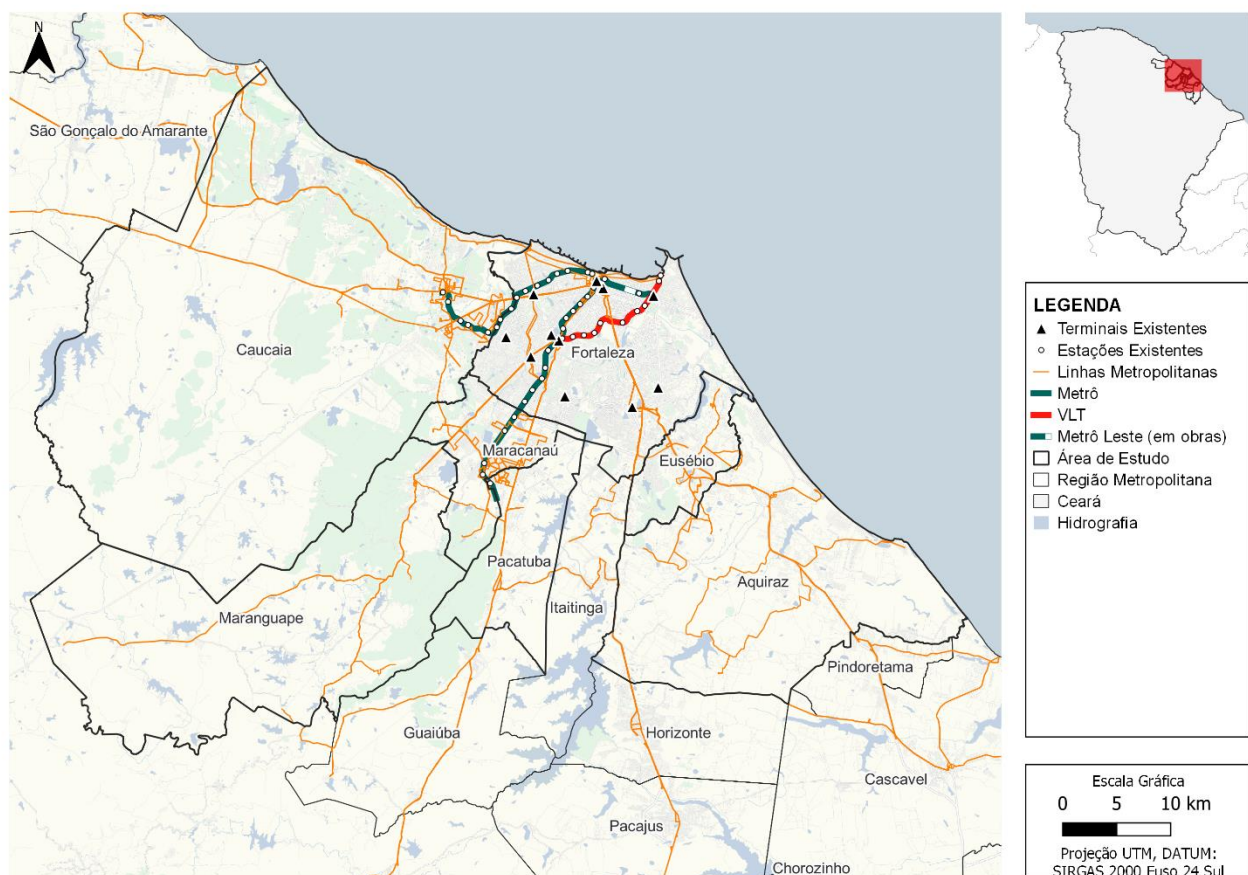 N
São Gonçalo do Amarante
Caucaia
Fortaleza
Maracanaú
Eusébio
Pacatuba
Aquiraz
Itaitinga
Maranguape
Pindoretama
Guaiúba
Horizonte
Cascavel
Pacajus
Chorozinho
LEGENDA
Terminais Existentes
Estações Existentes
Linhas Metropolitanas
Metrô
VLT
Metrô Leste (em obras)
Área de Estudo
Região Metropolitana
Ceará
Hidrografia
Escala Gráfica
0 5 10 km
Projeção UTM, DATUM:
SIRGAS 2000 Fuso 24 Sul